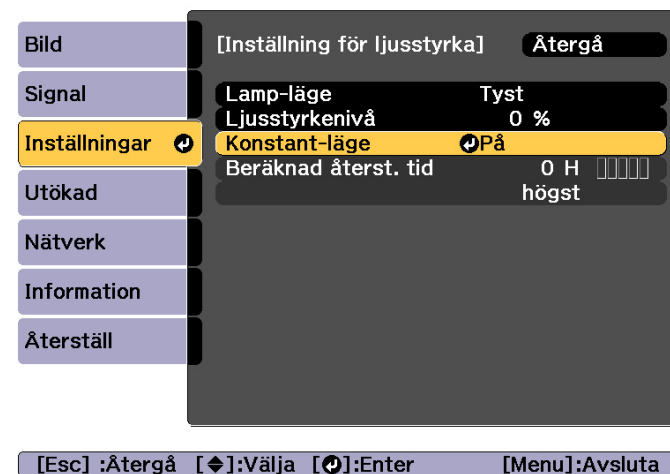 Bild
Signal
Inställningar
Utökad
Nätverk
Information
Återställ
[Inställning för ljusstyrka] Återgå
Lamp-läge Tyst
Ljusstyrkenivå 0 %
Konstant-läge På
Beräknad återst. tid 0 H
högst
[Esc] :Återgå [◆]:Välja [⏎]:Enter [Menu]:Avsluta